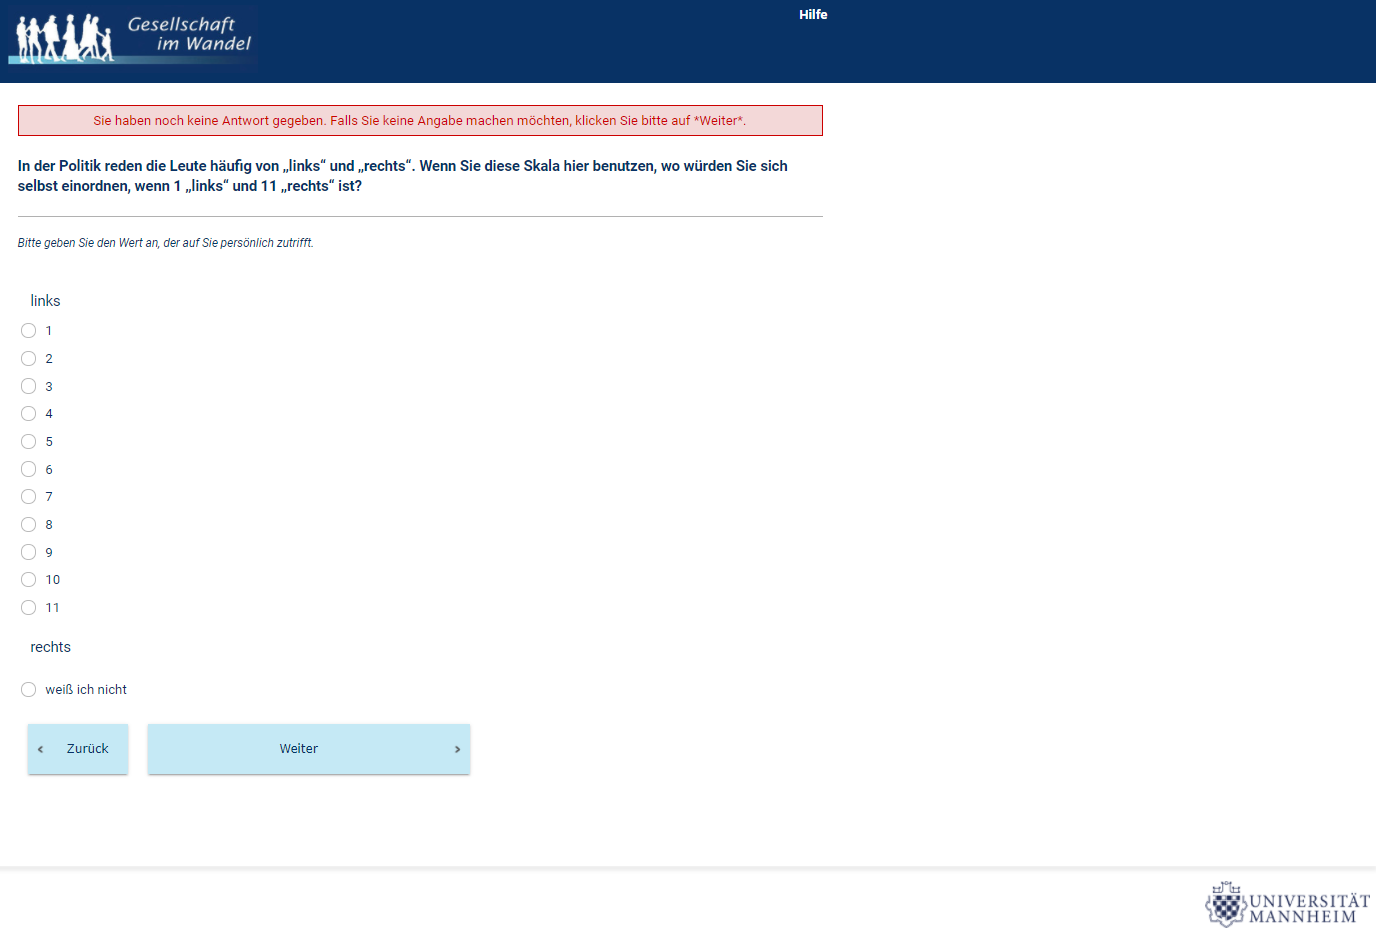 Gesellschaft
im Wandel
Hilfe
Sie haben noch keine Antwort gegeben. Falls Sie keine Angabe machen möchten, klicken Sie bitte auf *Weiter*.
In der Politik reden die Leute häufig von „links“ und „rechts“. Wenn Sie diese Skala hier benutzen, wo würden Sie sich
selbst einordnen, wenn 1 „links“ und 11 „rechts“ ist?
Bitte geben Sie den Wert an, der auf Sie persönlich zutrifft.
links
1
2
3
4
5
6
7
8
9
10
11
rechts
weiß ich nicht
Zurück
Weiter
UNIVERSITÄT
MANNHEIM